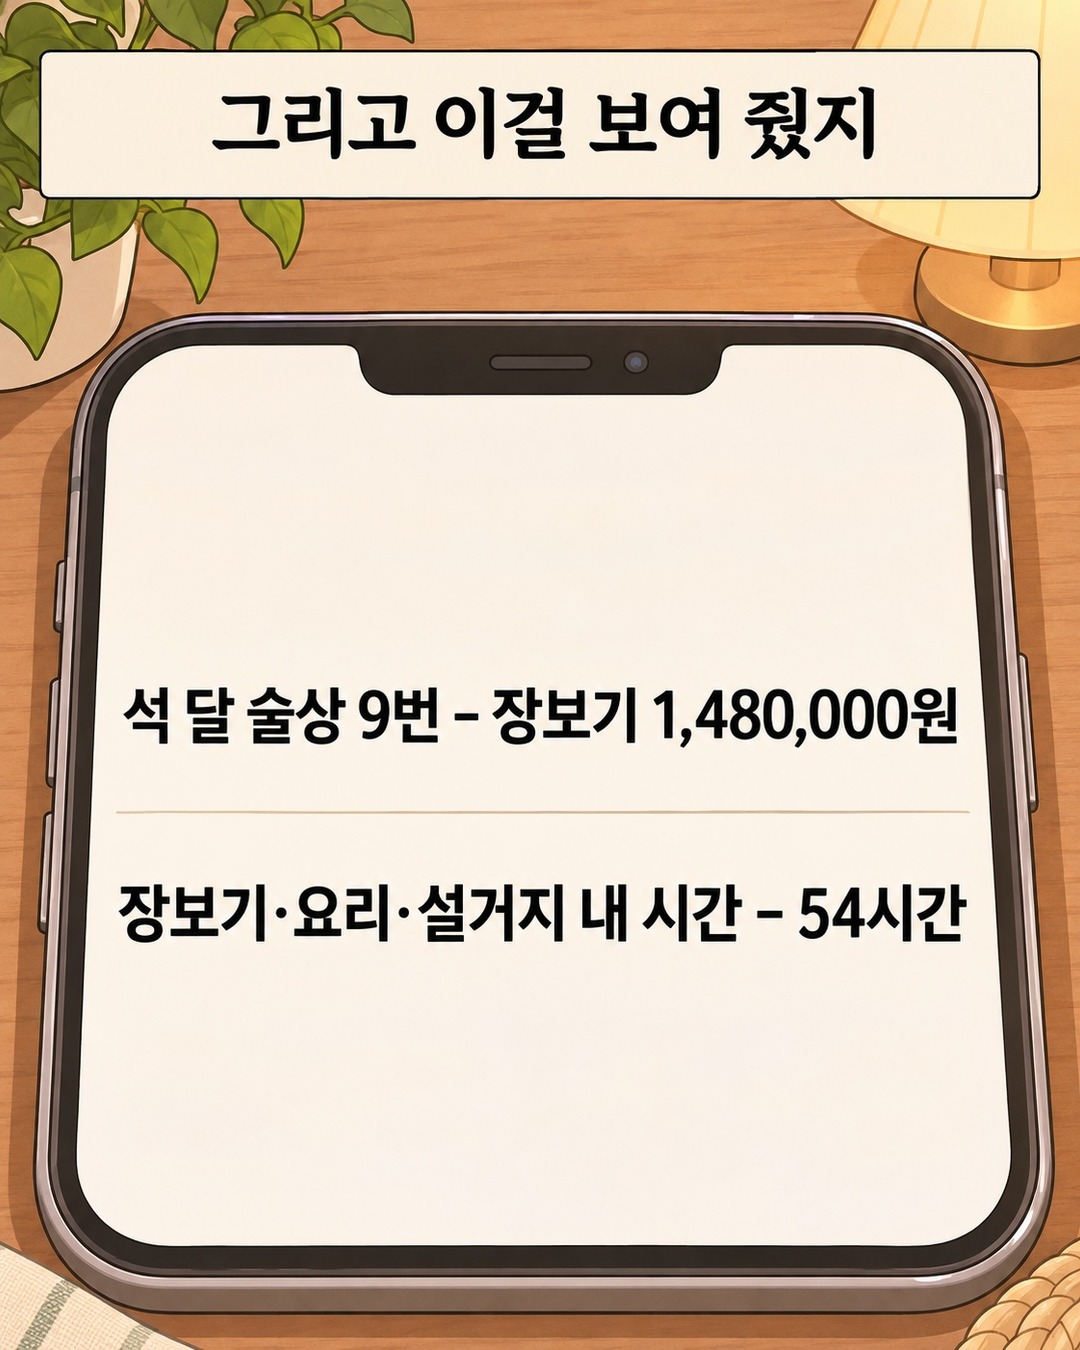 그리고 이걸 보여 줬지
석 달 술상 9번 – 장보기 1,480,000원
장보기·요리·설거지 내 시간 – 54시간